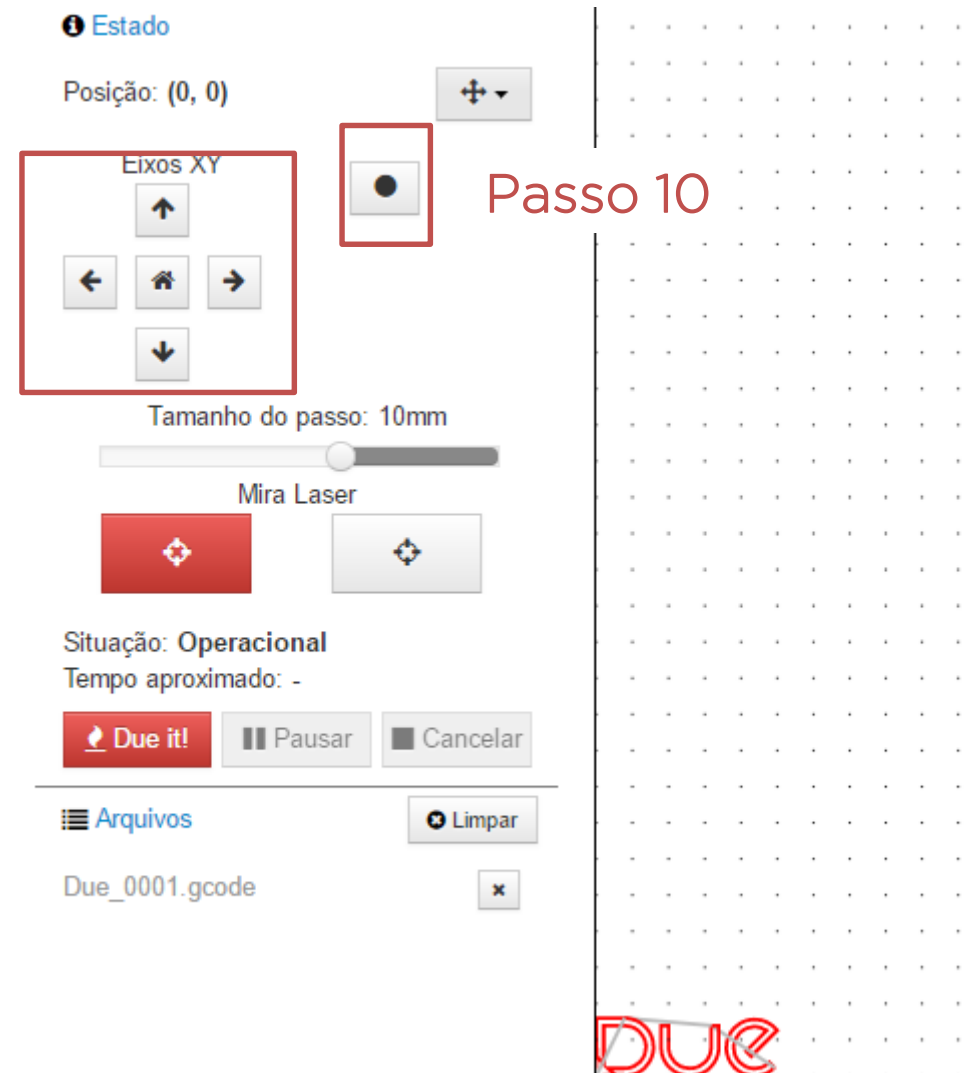 Estado
Posição: (0, 0)
Eixos XY
Passo 10
Tamanho do passo: 10mm
Mira Laser
Situação: Operacional
Tempo aproximado: -
Due it! Pausar Cancelar
Arquivos Limpar
Due_0001.gcode
Due